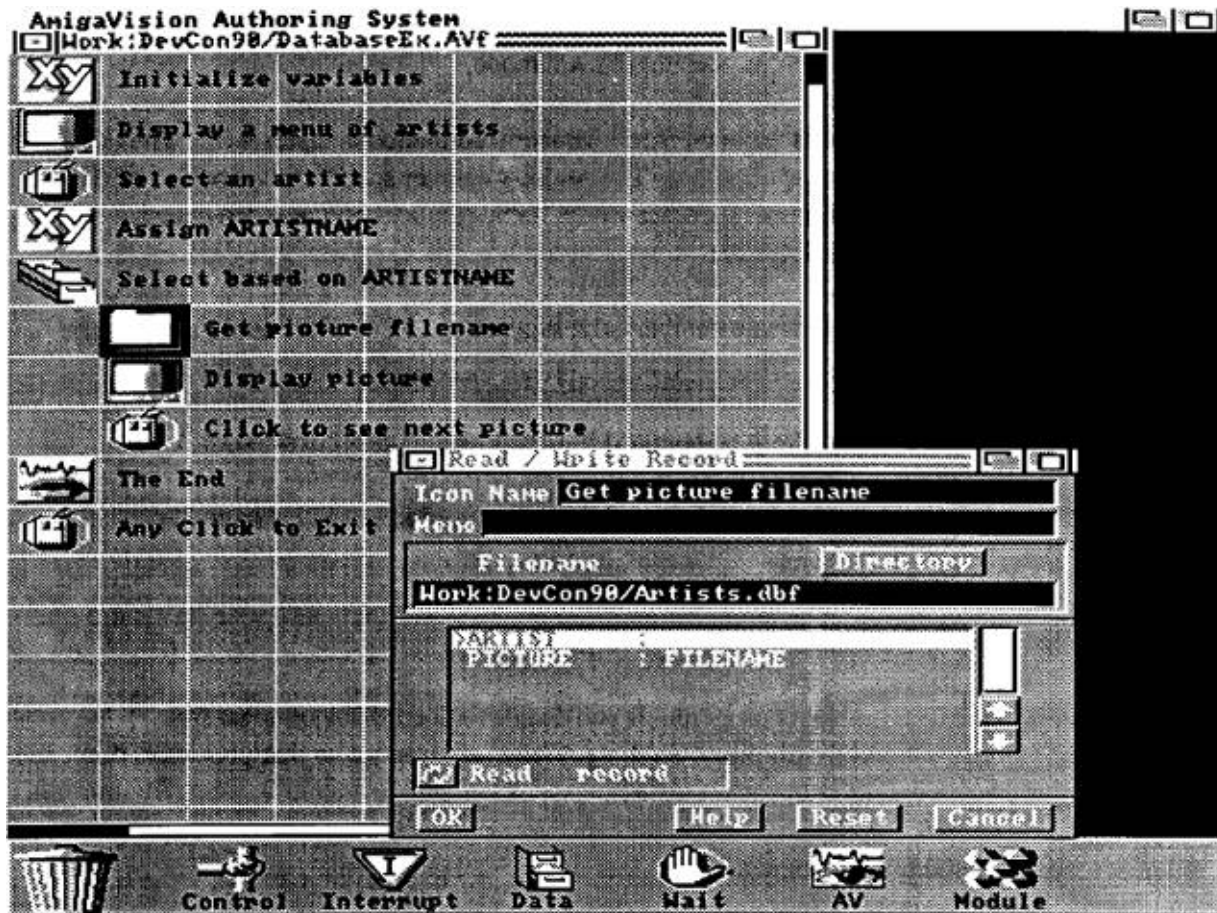 AmigaVision Authoring System
Work:DevCon90/DatabaseEx.AVf
Xy Initialize variables
Display a menu of artists
Select an artist
Xy Assign ARTISTNAME
Select based on ARTISTNAME
Get picture filename
Display picture
Click to see next picture
The End
Any Click to Exit
Read / Write Record
Icon Name Get picture filename
Memo
Filename Directory
Work:DevCon90/Artists.dbf
>ARTIST :
PICTURE : FILENAME
Read record
OK Help Reset Cancel
I
Control Interrupt Data Wait AV Module